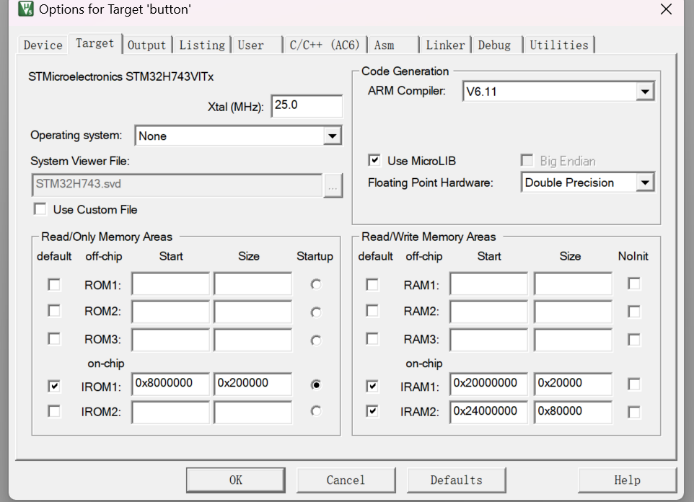 Options for Target 'button'
Device Target Output Listing User C/C++ (AC6) Asm Linker Debug Utilities
STMicroelectronics STM32H743VITx
Xtal (MHz): 25.0
Operating system: None
System Viewer File:
STM32H743.svd ...
Use Custom File
Code Generation
ARM Compiler: V6.11
Use MicroLIB Big Endian
Floating Point Hardware: Double Precision
Read/Only Memory Areas
default off-chip Start Size Startup
ROM1:
ROM2:
ROM3:
on-chip
IROM1: 0x8000000 0x200000
IROM2:
Read/Write Memory Areas
default off-chip Start Size NoInit
RAM1:
RAM2:
RAM3:
on-chip
IRAM1: 0x20000000 0x20000
IRAM2: 0x24000000 0x80000
OK Cancel Defaults Help